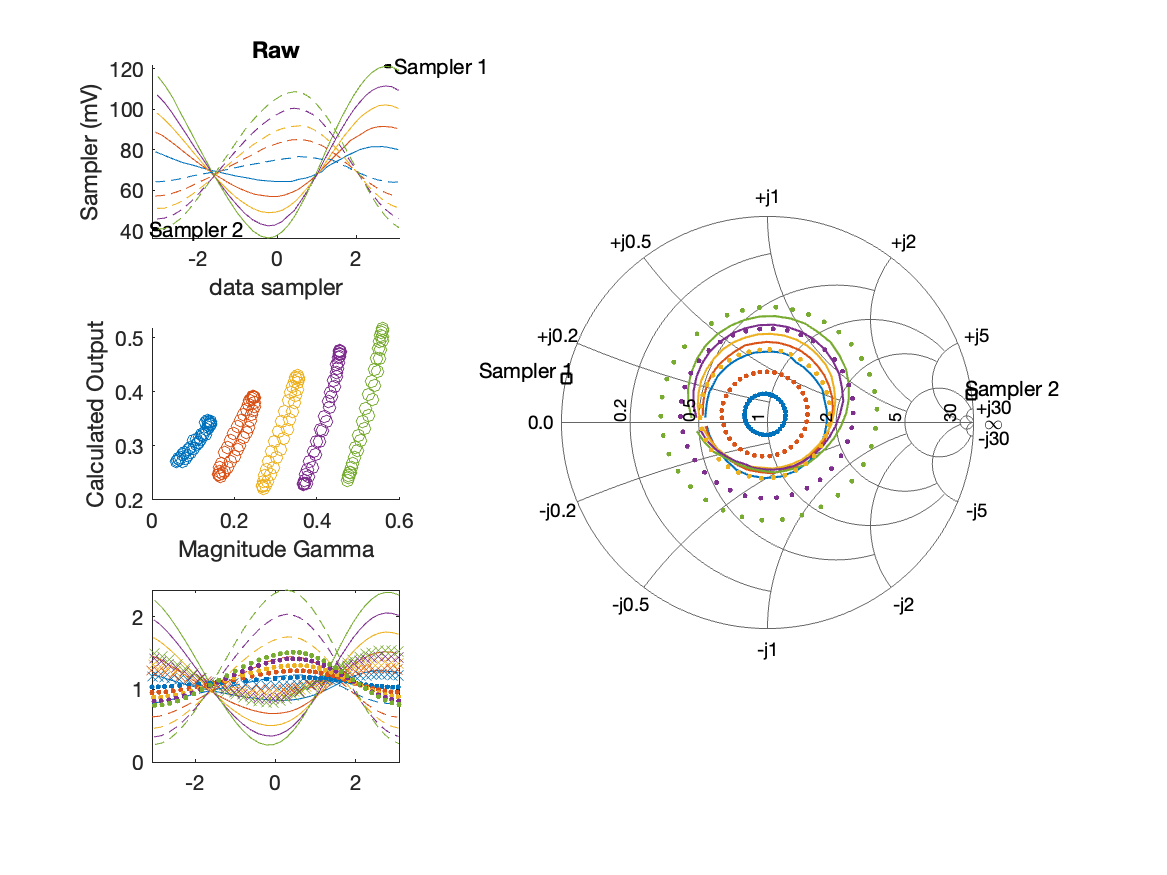 Raw
Sampler (mV)
120
100
80
60
40
Sampler 1
Sampler 2
-2
0
2
data sampler
Calculated Output
0.5
0.4
0.3
0.2
0
0.2
0.4
0.6
Magnitude Gamma
2
1
0
-2
0
2
+j1
+j0.5
+j2
+j0.2
+j5
Sampler 1
Sampler 2
0.0
0.2
0.5
1
2
5
30
+j30
∞
-j30
-j0.2
-j5
-j0.5
-j2
-j1